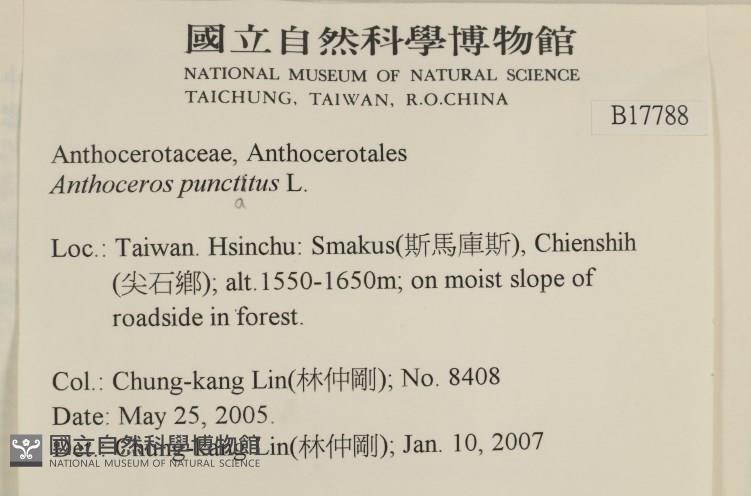 國立自然科學博物館
NATIONAL MUSEUM OF NATURAL SCIENCE
TAICHUNG, TAIWAN, R.O.CHINA
B17788
Anthocerotaceae, Anthocerotales
Anthoceros punctitus L.
a
Loc.: Taiwan. Hsinchu: Smakus(斯馬庫斯), Chienshih
(尖石鄉); alt.1550-1650m; on moist slope of
roadside in forest.
Col.: Chung-kang Lin(林仲剛); No. 8408
Date: May 25, 2005.
Det.: Chung-kang Lin(林仲剛); Jan. 10, 2007
國立自然科學博物館
NATIONAL MUSEUM OF NATURAL SCIENCE